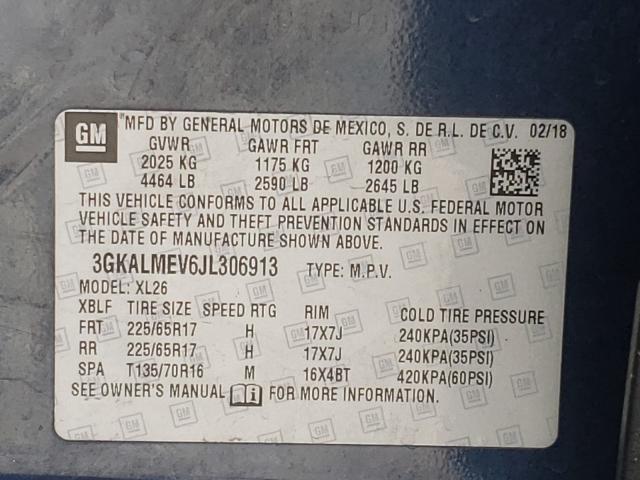 GM "MFD BY GENERAL MOTORS DE MEXICO, S. DE R.L. DE C.V. 02/18
GVWR GAWR FRT GAWR RR
2025 KG 1175 KG 1200 KG
4464 LB 2590 LB 2645 LB
THIS VEHICLE CONFORMS TO ALL APPLICABLE U.S. FEDERAL MOTOR
VEHICLE SAFETY AND THEFT PREVENTION STANDARDS IN EFFECT ON
THE DATE OF MANUFACTURE SHOWN ABOVE.
3GKALMEV6JL306913 TYPE: M.P.V.
MODEL: XL26
XBLF TIRE SIZE SPEED RTG RIM COLD TIRE PRESSURE
FRT 225/65R17 H 17X7J 240KPA(35PSI)
RR 225/65R17 H 17X7J 240KPA(35PSI)
SPA T135/70R16 M 16X4BT 420KPA(60PSI)
SEE OWNER'S MANUAL FOR MORE INFORMATION.